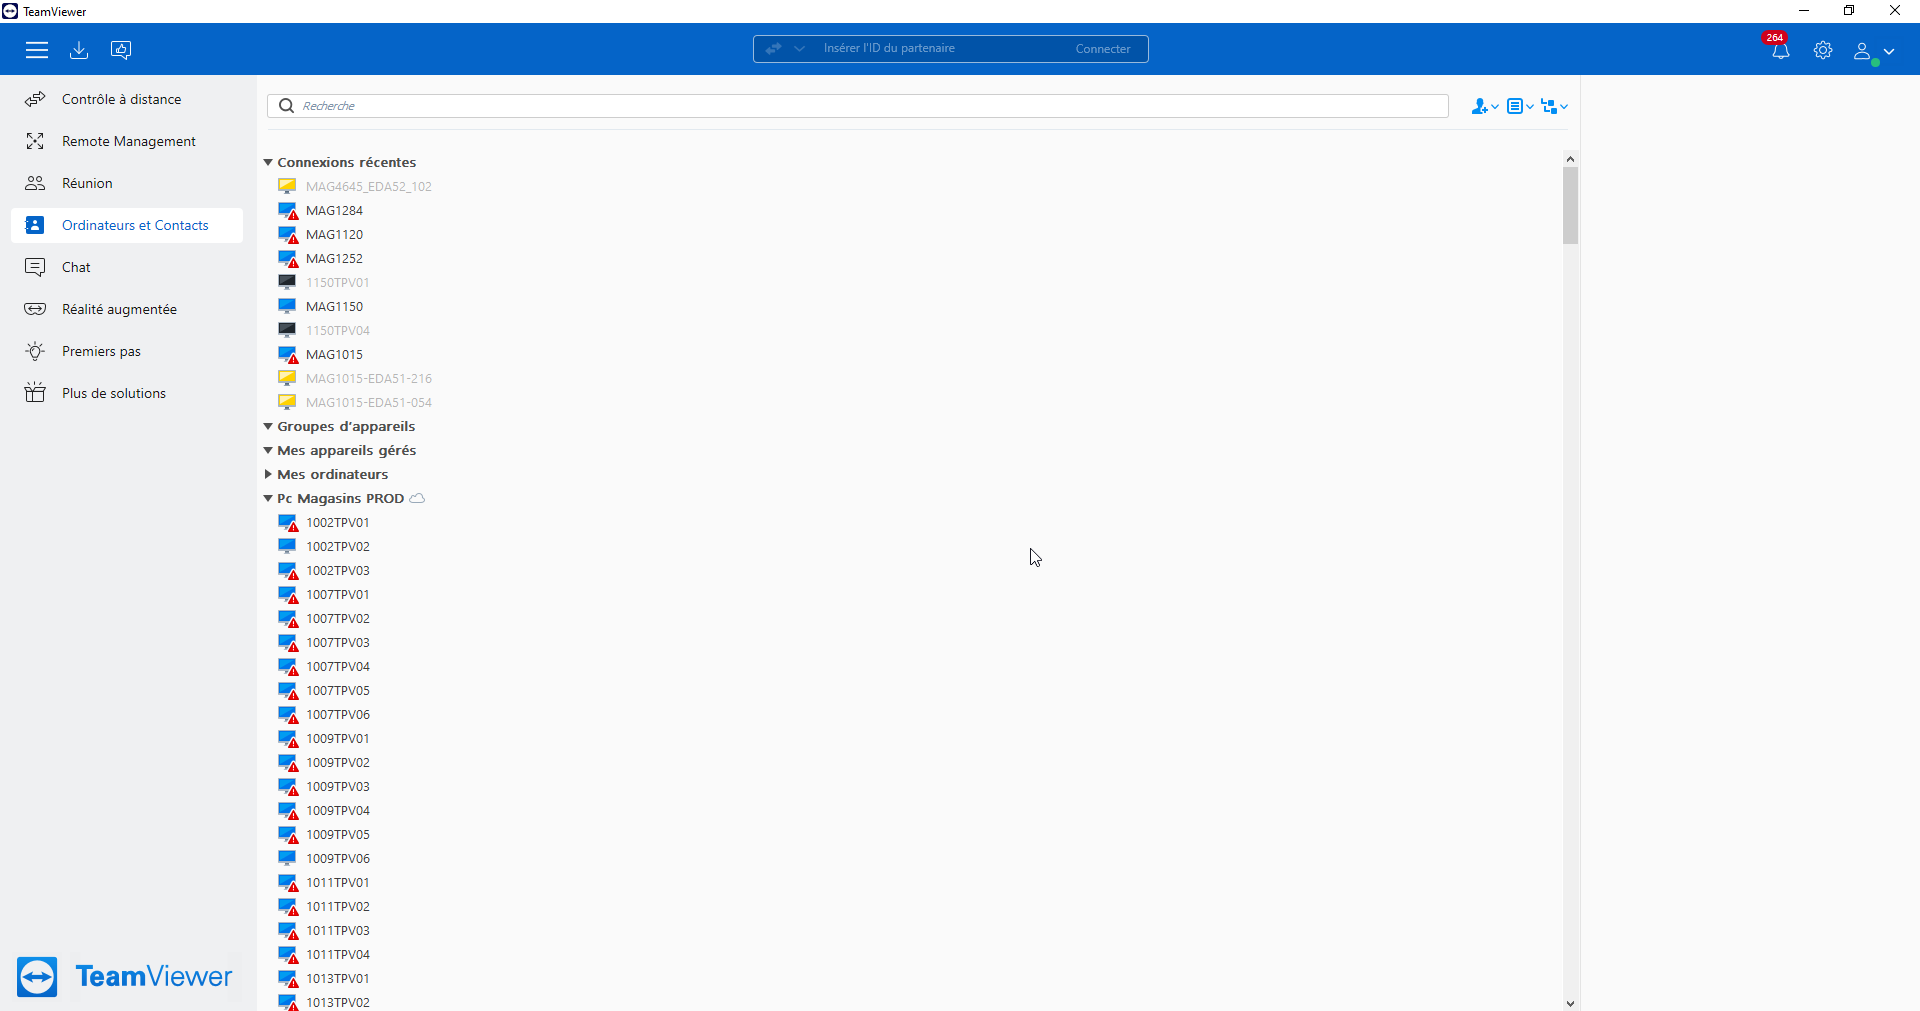 TeamViewer
Insérer l'ID du partenaire
Connecter
264
Contrôle à distance
Remote Management
Réunion
Ordinateurs et Contacts
Chat
Réalité augmentée
Premiers pas
Plus de solutions
TeamViewer
Recherche
Connexions récentes
MAG4645_EDA52_102
MAG1284
MAG1120
MAG1252
1150TPV01
MAG1150
1150TPV04
MAG1015
MAG1015-EDA51-216
MAG1015-EDA51-054
Groupes d'appareils
Mes appareils gérés
Mes ordinateurs
Pc Magasins PROD
1002TPV01
1002TPV02
1002TPV03
1007TPV01
1007TPV02
1007TPV03
1007TPV04
1007TPV05
1007TPV06
1009TPV01
1009TPV02
1009TPV03
1009TPV04
1009TPV05
1009TPV06
1011TPV01
1011TPV02
1011TPV03
1011TPV04
1013TPV01
1013TPV02